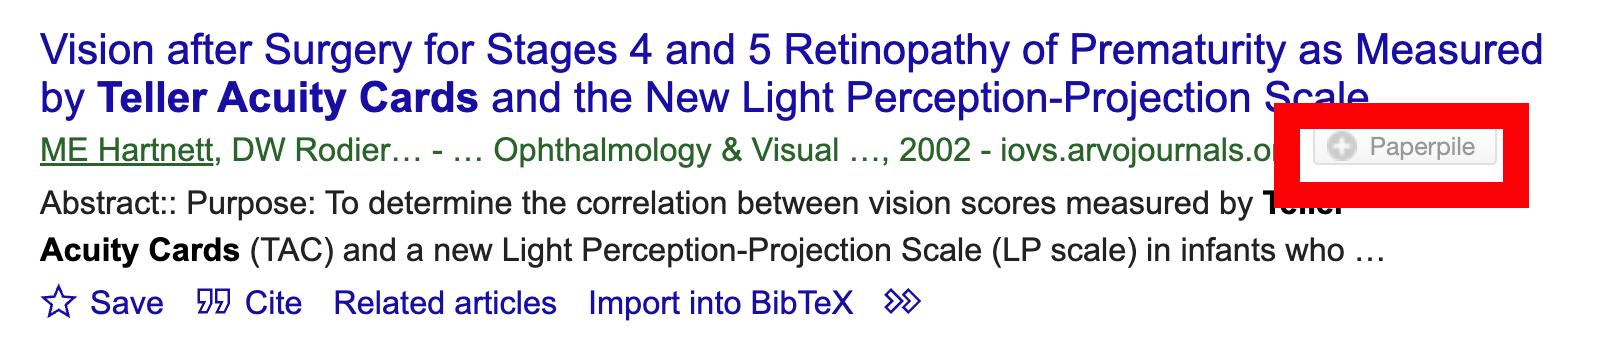 Vision after Surgery for Stages 4 and 5 Retinopathy of Prematurity as Measured
by Teller Acuity Cards and the New Light Perception-Projection Scale
ME Hartnett, DW Rodier… - … Ophthalmology & Visual …, 2002 - iovs.arvojournals.o Paperpile
Abstract:: Purpose: To determine the correlation between vision scores measured by Teller
Acuity Cards (TAC) and a new Light Perception-Projection Scale (LP scale) in infants who …
Save Cite Related articles Import into BibTeX